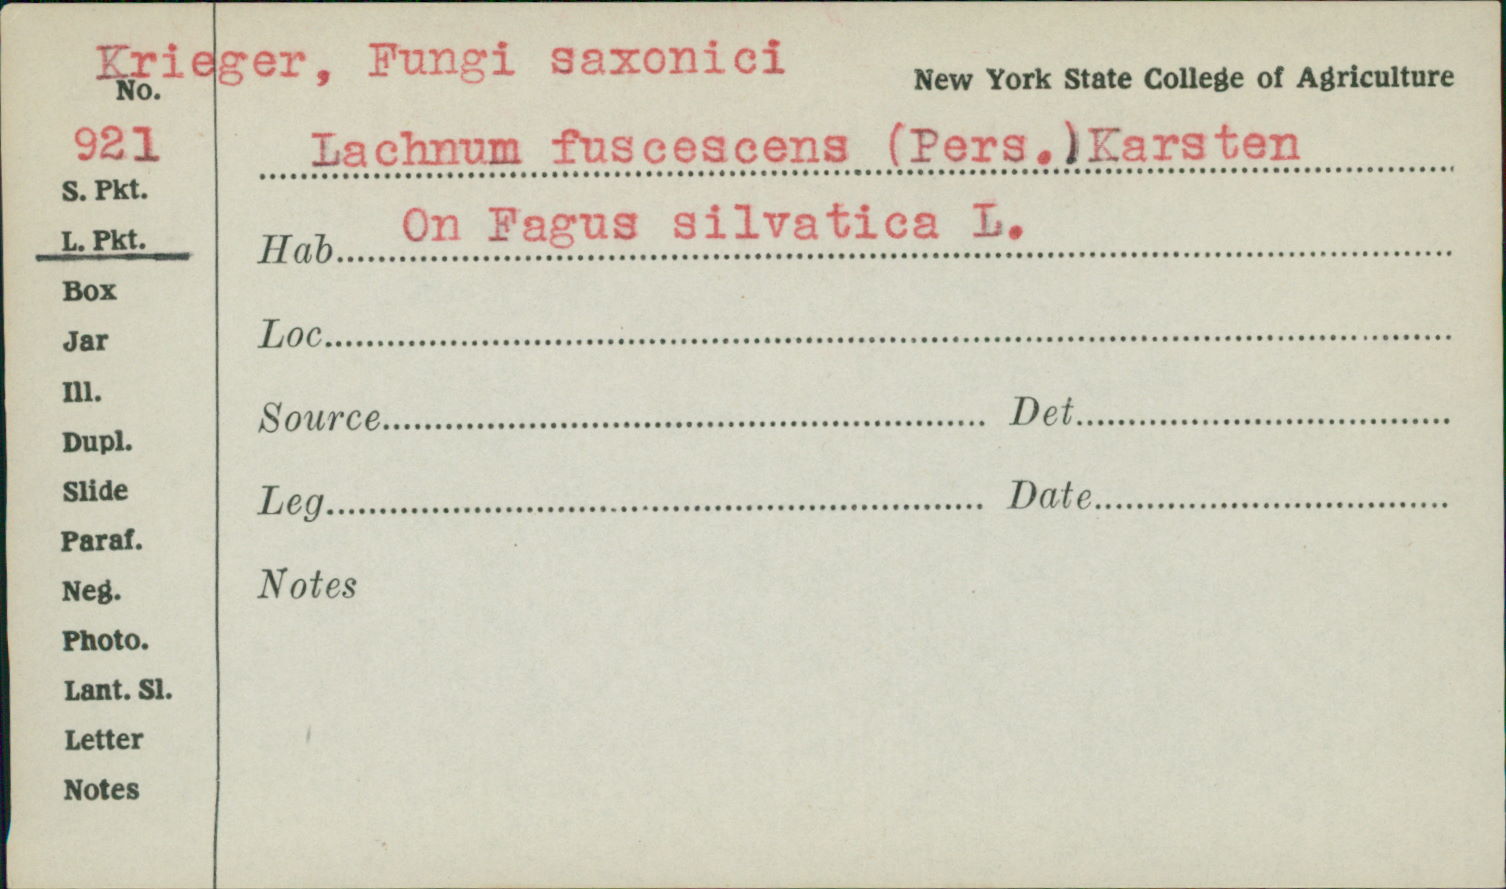 Krieger, Fungi saxonici
New York State College of Agriculture
No.
921
Lachnum fuscescens (Pers.)Karsten
S. Pkt.
On Fagus silvatica L.
L. Pkt.
Hab
Box
Loc
Jar
Ill.
Source Det
Dupl.
Slide
Leg Date
Paraf.
Neg.
Notes
Photo.
Lant. Sl.
Letter
Notes